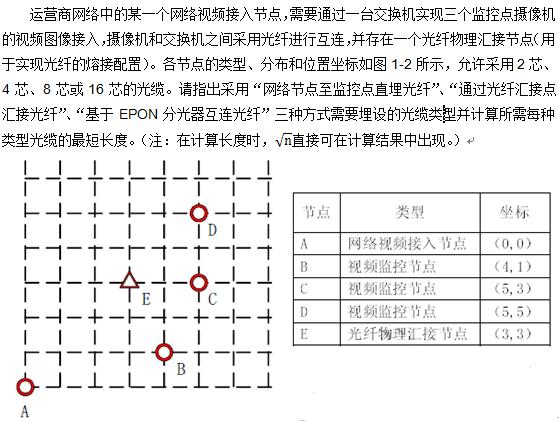 运营商网络中的某一个网络视频接入节点,需要通过一台交换机实现三个监控点摄像机
的视频图像接入,摄像机和交换机之间采用光纤进行互连,并存在一个光纤物理汇接节点(用
于实现光纤的熔接配置)。各节点的类型、分布和位置坐标如图 1-2 所示，允许采用 2 芯、
4 芯、8 芯或 16 芯的光缆。请指出采用“网络节点至监控点直埋光纤”、“通过光纤汇接点
汇接光纤”、“基于 EPON 分光器互连光纤”三种方式需要埋设的光缆类型并计算所需每种
类型光缆的最短长度。（注：在计算长度时，√n直接可在计算结果中出现。）
D
E
C
B
A
节点 类型 坐标
A 网络视频接入节点 (0,0)
B 视频监控节点 (4,1)
C 视频监控节点 (5,3)
D 视频监控节点 (5,5)
E 光纤物理汇接节点 (3,3)